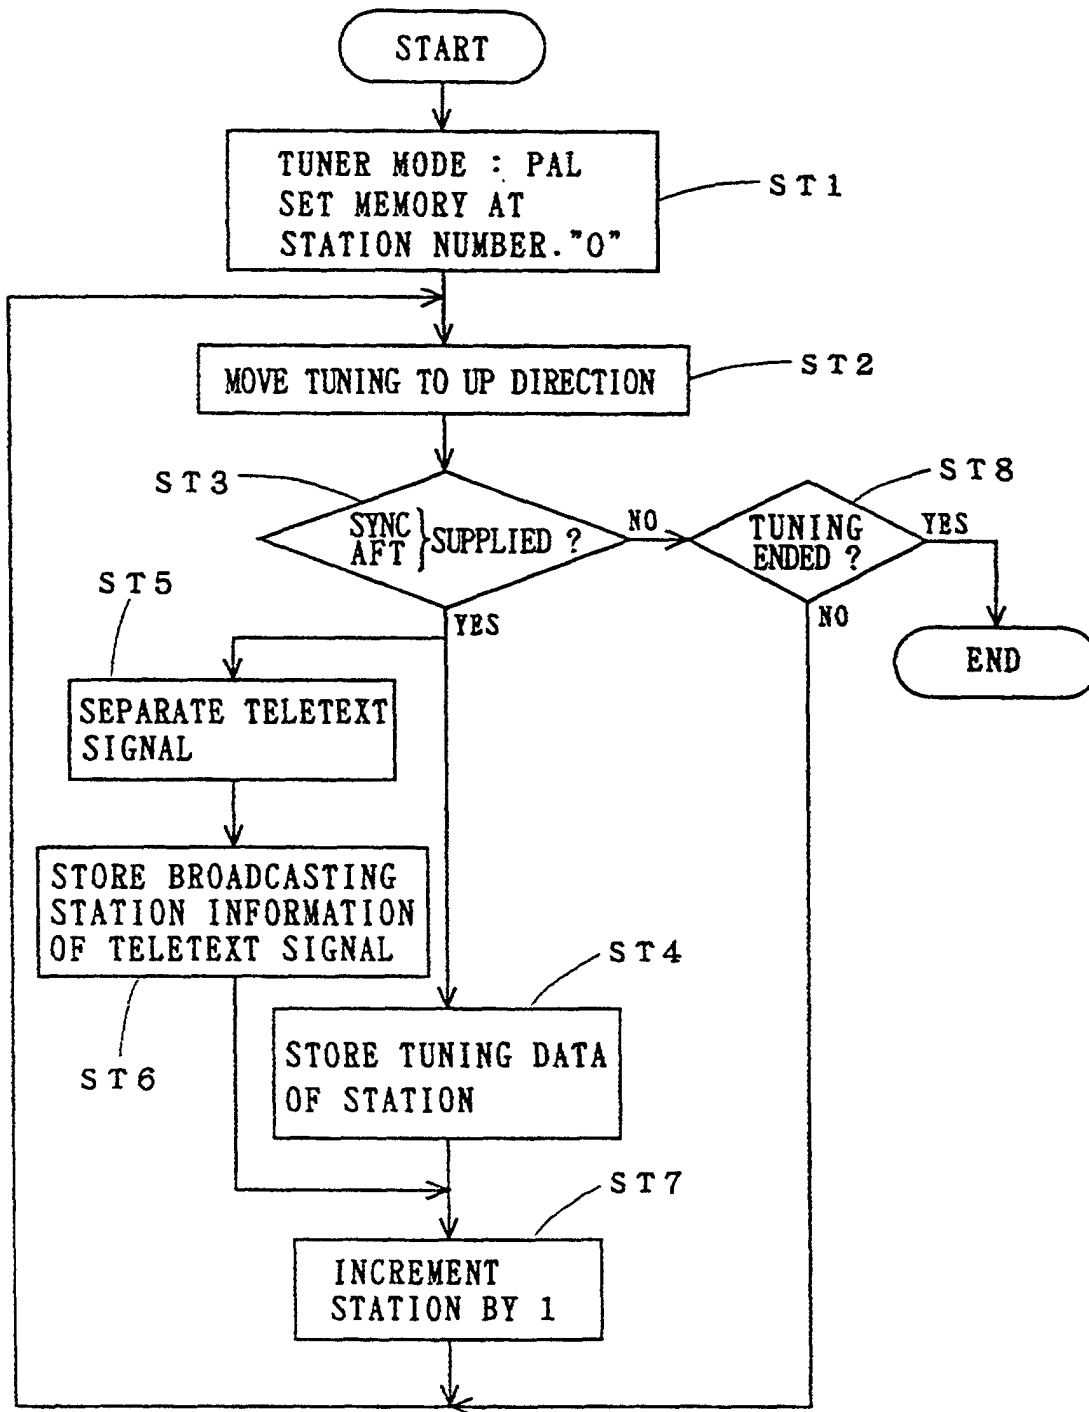 START
TUNER MODE : PAL
SET MEMORY AT
STATION NUMBER."0"
ST1
MOVE TUNING TO UP DIRECTION
ST2
ST3
SYNC
AFT
SUPPLIED ?
NO
TUNING
ENDED ?
ST8
YES
NO
END
YES
ST5
SEPARATE TELETEXT
SIGNAL
STORE BROADCASTING
STATION INFORMATION
OF TELETEXT SIGNAL
ST6
ST4
STORE TUNING DATA
OF STATION
ST7
INCREMENT
STATION BY 1